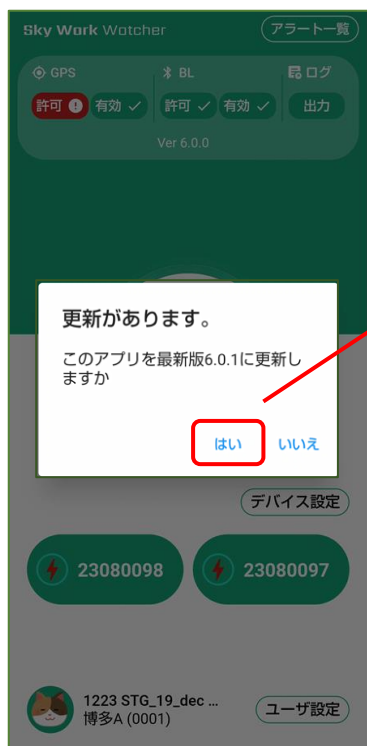 Sky Work Watcher
アラート一覧
GPS
BL
ログ
許可
有効
許可
有効
出力
Ver 6.0.0
更新があります。
このアプリを最新版6.0.1に更新し
ますか
はい
いいえ
デバイス設定
23080098
23080097
1223 STG_19_dec ...
博多A (0001)
ユーザ設定